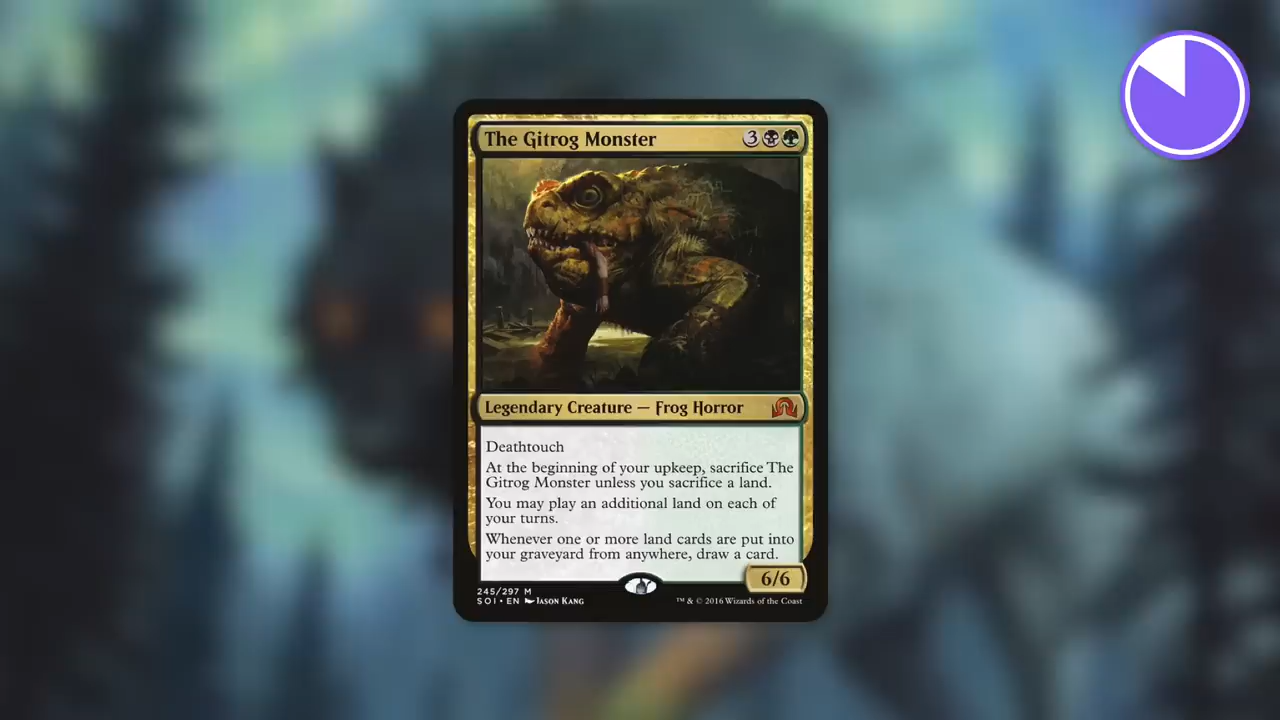 The Gitrog Monster 3
Legendary Creature — Frog Horror
Deathtouch
At the beginning of your upkeep, sacrifice The
Gitrog Monster unless you sacrifice a land.
You may play an additional land on each of
your turns.
Whenever one or more land cards are put into
your graveyard from anywhere, draw a card.
6/6
245/297 M
SOI • EN Jason Kang
™ & © 2016 Wizards of the Coast